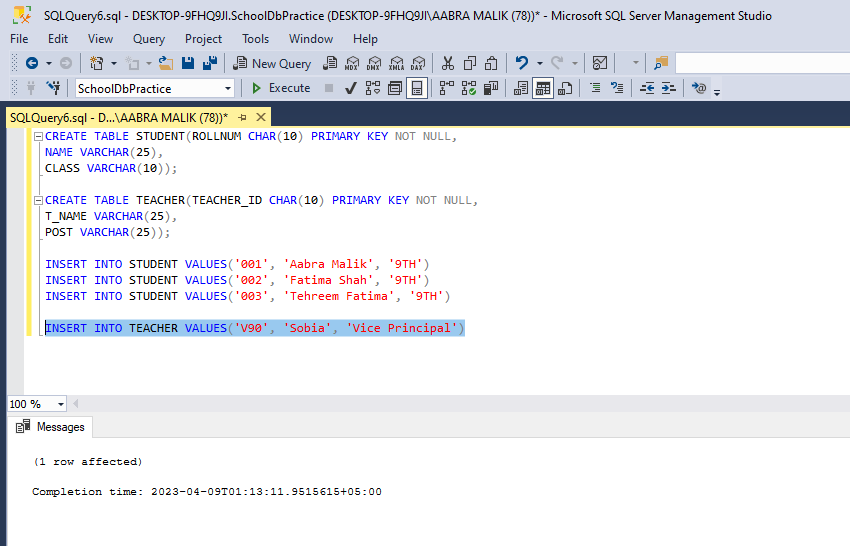 SQLQuery6.sql - DESKTOP-9FHQ9JI.SchoolDbPractice (DESKTOP-9FHQ9JI\AABRA MALIK (78))* - Microsoft SQL Server Management Studio
File Edit View Query Project Tools Window Help
New Query MDX DMX XMLA DAX
SchoolDbPractice Execute
SQLQuery6.sql - D...\AABRA MALIK (78))*
CREATE TABLE STUDENT(ROLLNUM CHAR(10) PRIMARY KEY NOT NULL,
NAME VARCHAR(25),
CLASS VARCHAR(10));
CREATE TABLE TEACHER(TEACHER_ID CHAR(10) PRIMARY KEY NOT NULL,
T_NAME VARCHAR(25),
POST VARCHAR(25));
INSERT INTO STUDENT VALUES('001', 'Aabra Malik', '9TH')
INSERT INTO STUDENT VALUES('002', 'Fatima Shah', '9TH')
INSERT INTO STUDENT VALUES('003', 'Tehreem Fatima', '9TH')
INSERT INTO TEACHER VALUES('V90', 'Sobia', 'Vice Principal')
100 %
Messages
(1 row affected)
Completion time: 2023-04-09T01:13:11.9515615+05:00